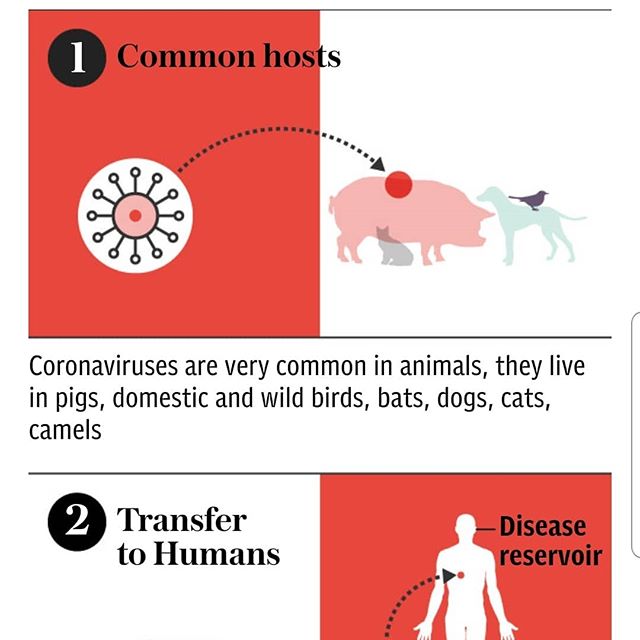 1 Common hosts
Coronaviruses are very common in animals, they live
in pigs, domestic and wild birds, bats, dogs, cats,
camels
2 Transfer
to Humans
Disease
reservoir